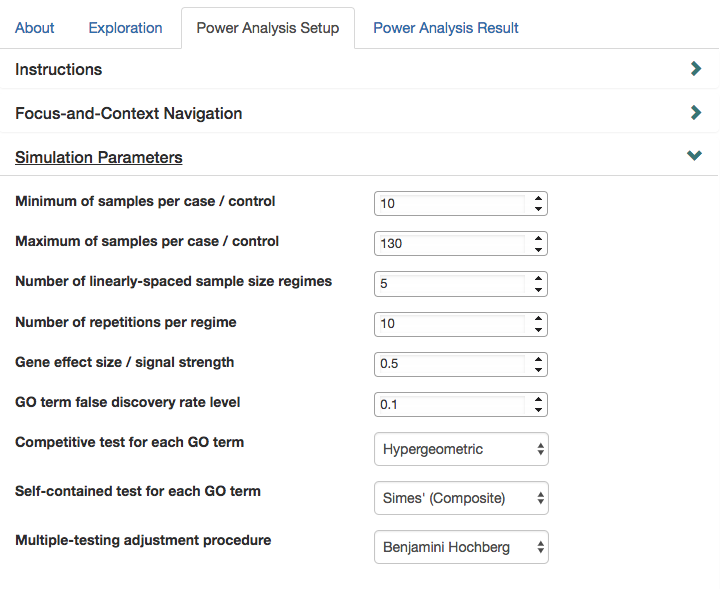 About Exploration Power Analysis Setup Power Analysis Result
Instructions
Focus-and-Context Navigation
Simulation Parameters
Minimum of samples per case / control 10
Maximum of samples per case / control 130
Number of linearly-spaced sample size regimes 5
Number of repetitions per regime 10
Gene effect size / signal strength 0.5
GO term false discovery rate level 0.1
Competitive test for each GO term Hypergeometric
Self-contained test for each GO term Simes' (Composite)
Multiple-testing adjustment procedure Benjamini Hochberg